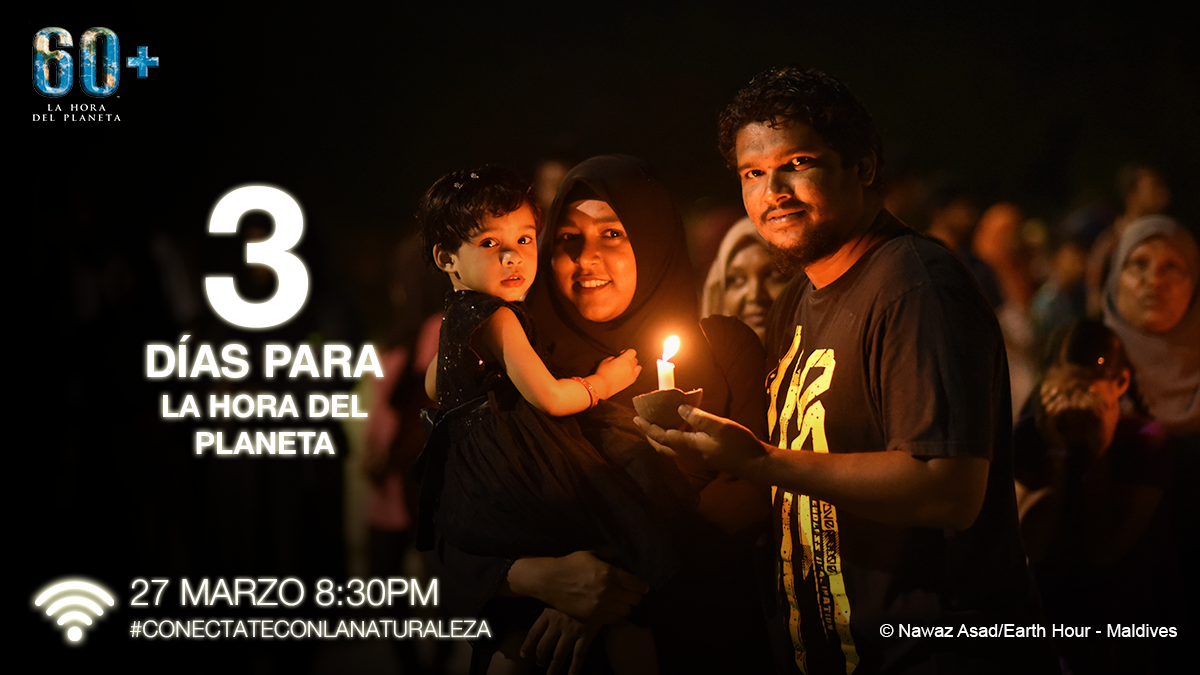 60+
LA HORA
DEL PLANETA
3
DÍAS PARA
LA HORA DEL
PLANETA
27 MARZO 8:30PM
#CONECTATECONLANATURALEZA
© Nawaz Asad/Earth Hour - Maldives